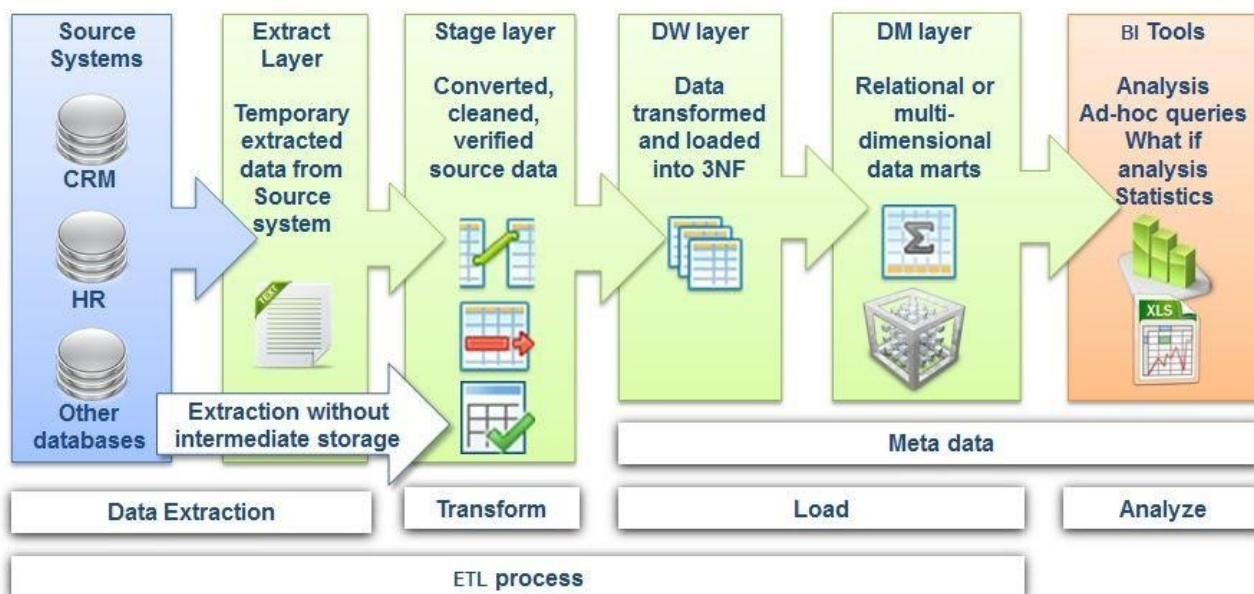 Source
Systems
CRM
HR
Other
databases
Extract
Layer
Temporary
extracted
data from
Source
system
TEXT
Extraction without
intermediate storage
Stage layer
Converted,
cleaned,
verified
source data
DW layer
Data
transformed
and loaded
into 3NF
DM layer
Relational or
multi-
dimensional
data marts
Σ
BI Tools
Analysis
Ad-hoc queries
What if
analysis
Statistics
XLS
Meta data
Data Extraction
Transform
Load
Analyze
ETL process